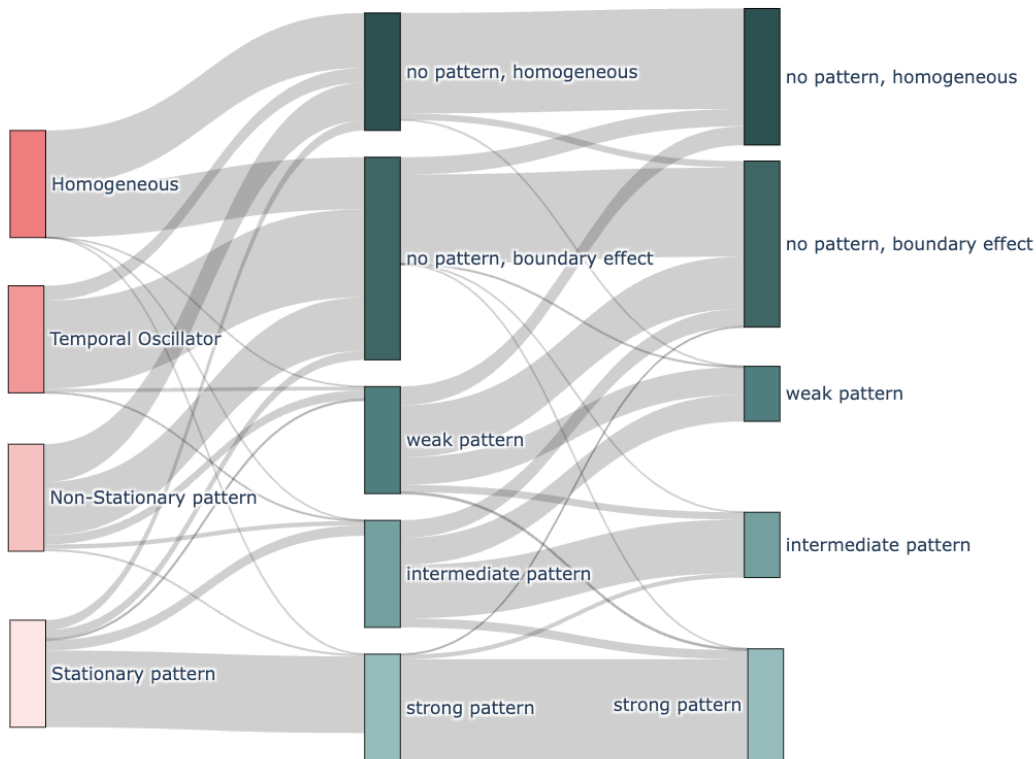 Homogeneous
Temporal Oscillator
Non-Stationary pattern
Stationary pattern
no pattern, homogeneous
no pattern, boundary effect
weak pattern
intermediate pattern
strong pattern
no pattern, homogeneous
no pattern, boundary effect
weak pattern
intermediate pattern
strong pattern